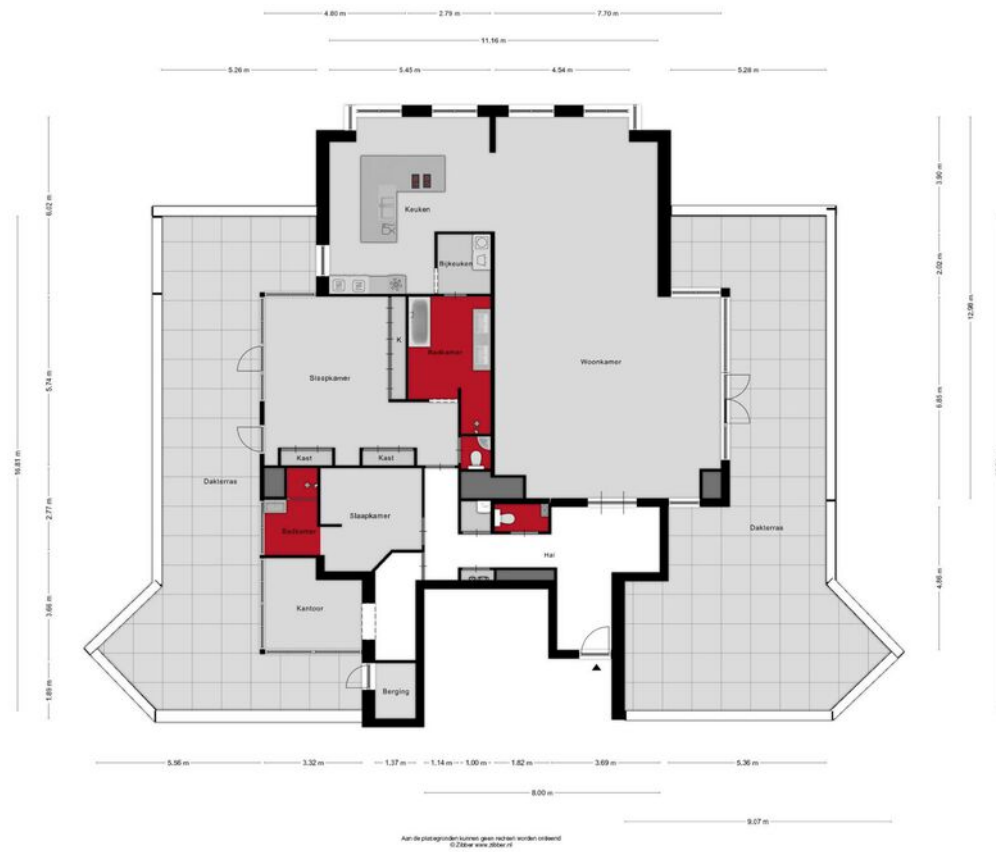 4.80 m 2.79 m 7.70 m
11.16 m
5.26 m 5.45 m 4.54 m 5.28 m
6.02 m
5.74 m
2.77 m
3.66 m
1.89 m
16.81 m
3.90 m
2.02 m
6.85 m
4.86 m
12.96 m
Keuken
Bijkeuken
Badkamer
K
Slaapkamer
Woonkamer
Kast Kast
Dakterras
Slaapkamer
Badkamer
Dakterras
Hal
Kantoor
Berging
5.56 m 3.32 m 1.37 m 1.14 m 1.00 m 1.82 m 3.69 m 5.36 m
8.00 m
9.07 m
Aan de plattegronden kunnen geen rechten worden ontleend
© Zibber www.zibber.nl